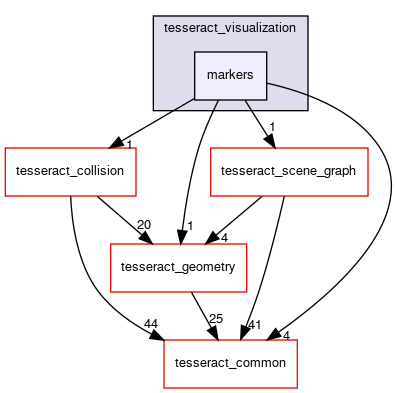 tesseract_visualization
markers
1
1
tesseract_collision
tesseract_scene_graph
20
1
4
tesseract_geometry
25
44
41
4
tesseract_common